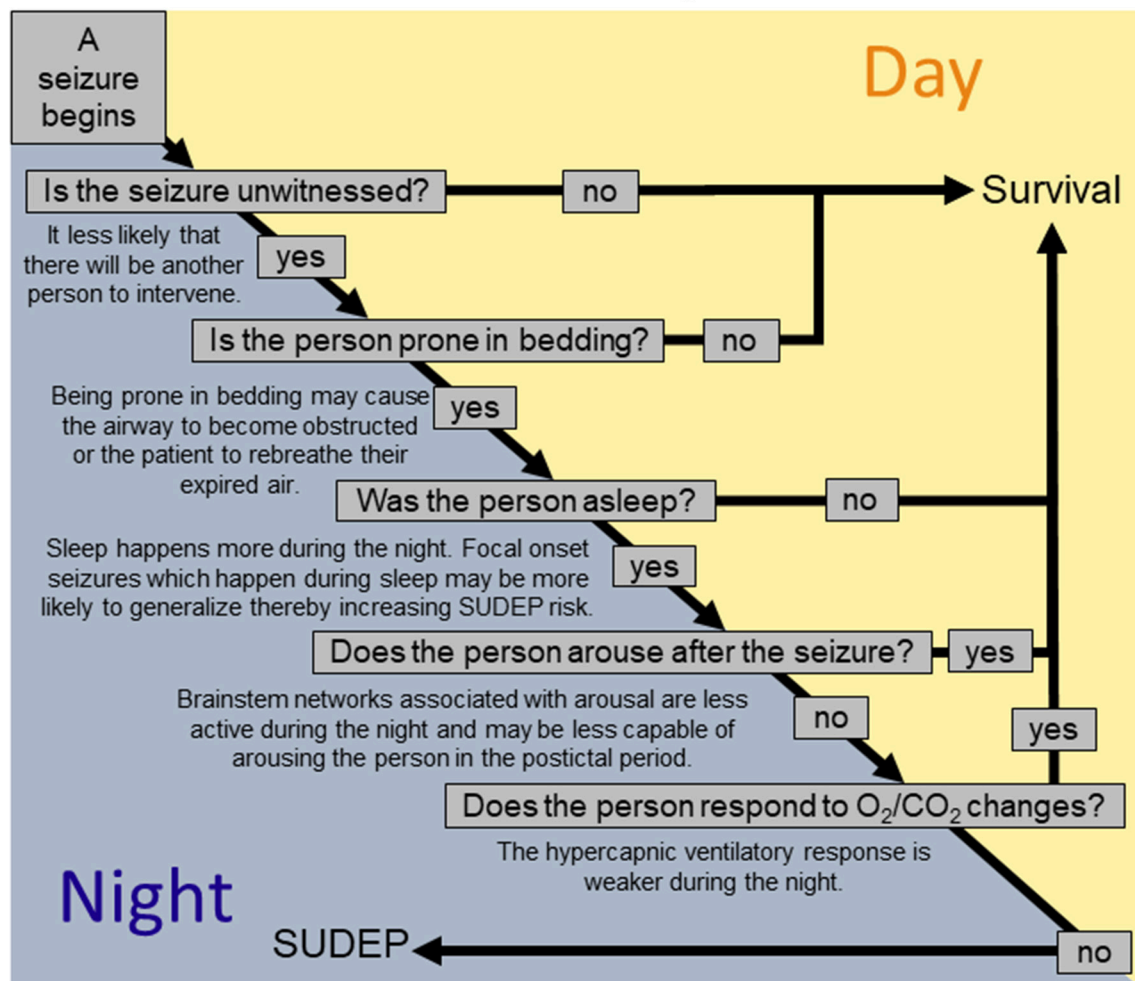 A
seizure
begins
Day
Is the seizure unwitnessed?
no
Survival
It less likely that
there will be another
person to intervene.
yes
Is the person prone in bedding?
no
Being prone in bedding may cause
the airway to become obstructed
or the patient to rebreathe their
expired air.
yes
Was the person asleep?
no
Sleep happens more during the night. Focal onset
seizures which happen during sleep may be more
likely to generalize thereby increasing SUDEP risk.
yes
Does the person arouse after the seizure?
yes
Brainstem networks associated with arousal are less
active during the night and may be less capable of
arousing the person in the postictal period.
no
yes
Does the person respond to O₂/CO₂ changes?
The hypercapnic ventilatory response is
weaker during the night.
Night
SUDEP
no